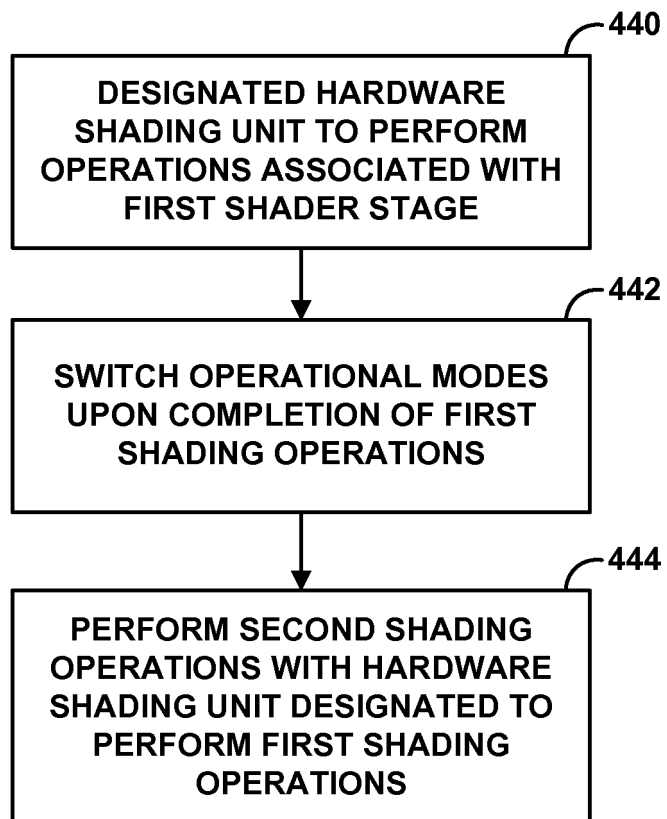 440
DESIGNATED HARDWARE
SHADING UNIT TO PERFORM
OPERATIONS ASSOCIATED WITH
FIRST SHADER STAGE
442
SWITCH OPERATIONAL MODES
UPON COMPLETION OF FIRST
SHADING OPERATIONS
444
PERFORM SECOND SHADING
OPERATIONS WITH HARDWARE
SHADING UNIT DESIGNATED TO
PERFORM FIRST SHADING
OPERATIONS